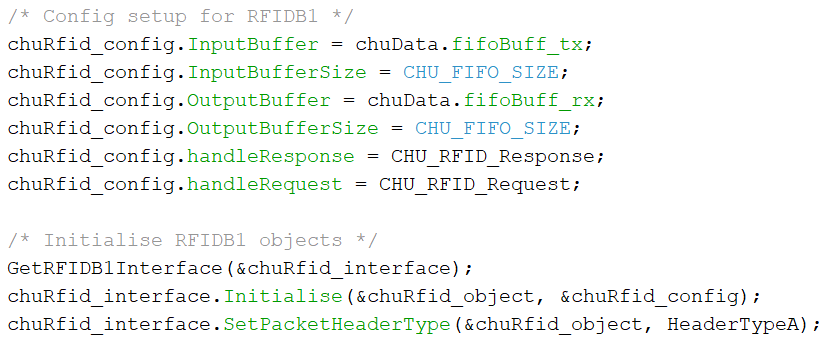 /* Config setup for RFIDB1 */
chuRfid_config.InputBuffer = chuData.fifoBuff_tx;
chuRfid_config.InputBufferSize = CHU_FIFO_SIZE;
chuRfid_config.OutputBuffer = chuData.fifoBuff_rx;
chuRfid_config.OutputBufferSize = CHU_FIFO_SIZE;
chuRfid_config.handleResponse = CHU_RFID_Response;
chuRfid_config.handleRequest = CHU_RFID_Request;

/* Initialise RFIDB1 objects */
GetRFIDB1Interface(&chuRfid_interface);
chuRfid_interface.Initialise(&chuRfid_object, &chuRfid_config);
chuRfid_interface.SetPacketHeaderType(&chuRfid_object, HeaderTypeA);